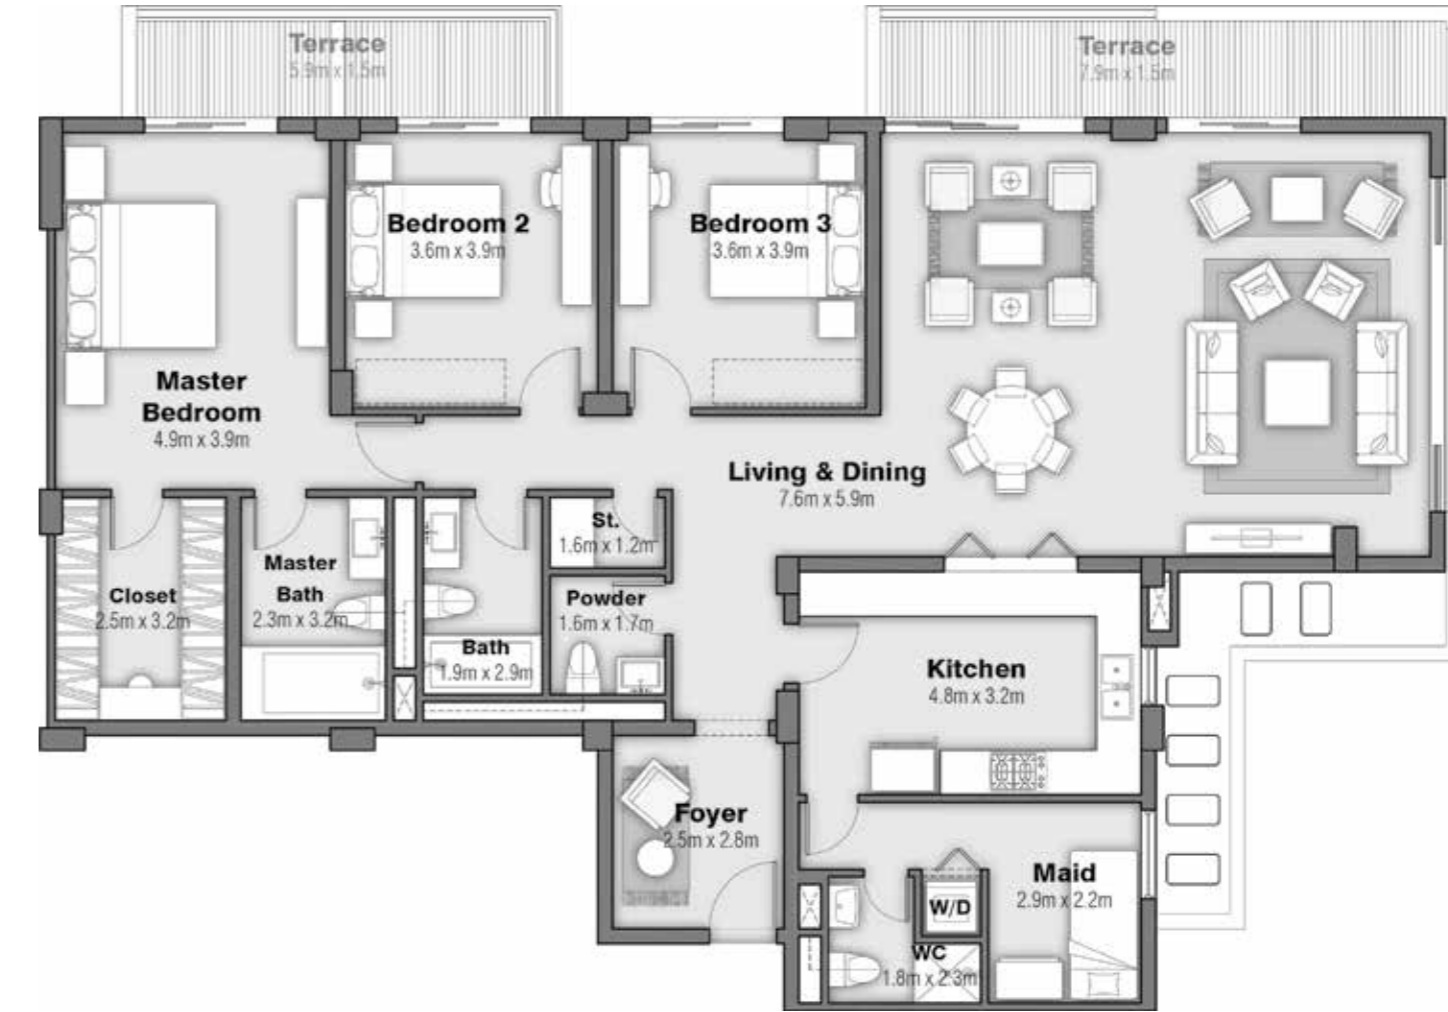 Terrace
5.9m x 1.5m
Terrace
7.9m x 1.5m
Bedroom 2
3.6m x 3.9m
Bedroom 3
3.6m x 3.9m
Master
Bedroom
4.9m x 3.9m
Living & Dining
7.6m x 5.9m
St.
1.6m x 1.2m
Master
Bath
2.3m x 3.2m
Closet
2.5m x 3.2m
Powder
1.6m x 1.7m
Bath
1.9m x 2.9m
Kitchen
4.8m x 3.2m
Foyer
2.5m x 2.8m
Maid
2.9m x 2.2m
W/D
WC
1.8m x 2.3m